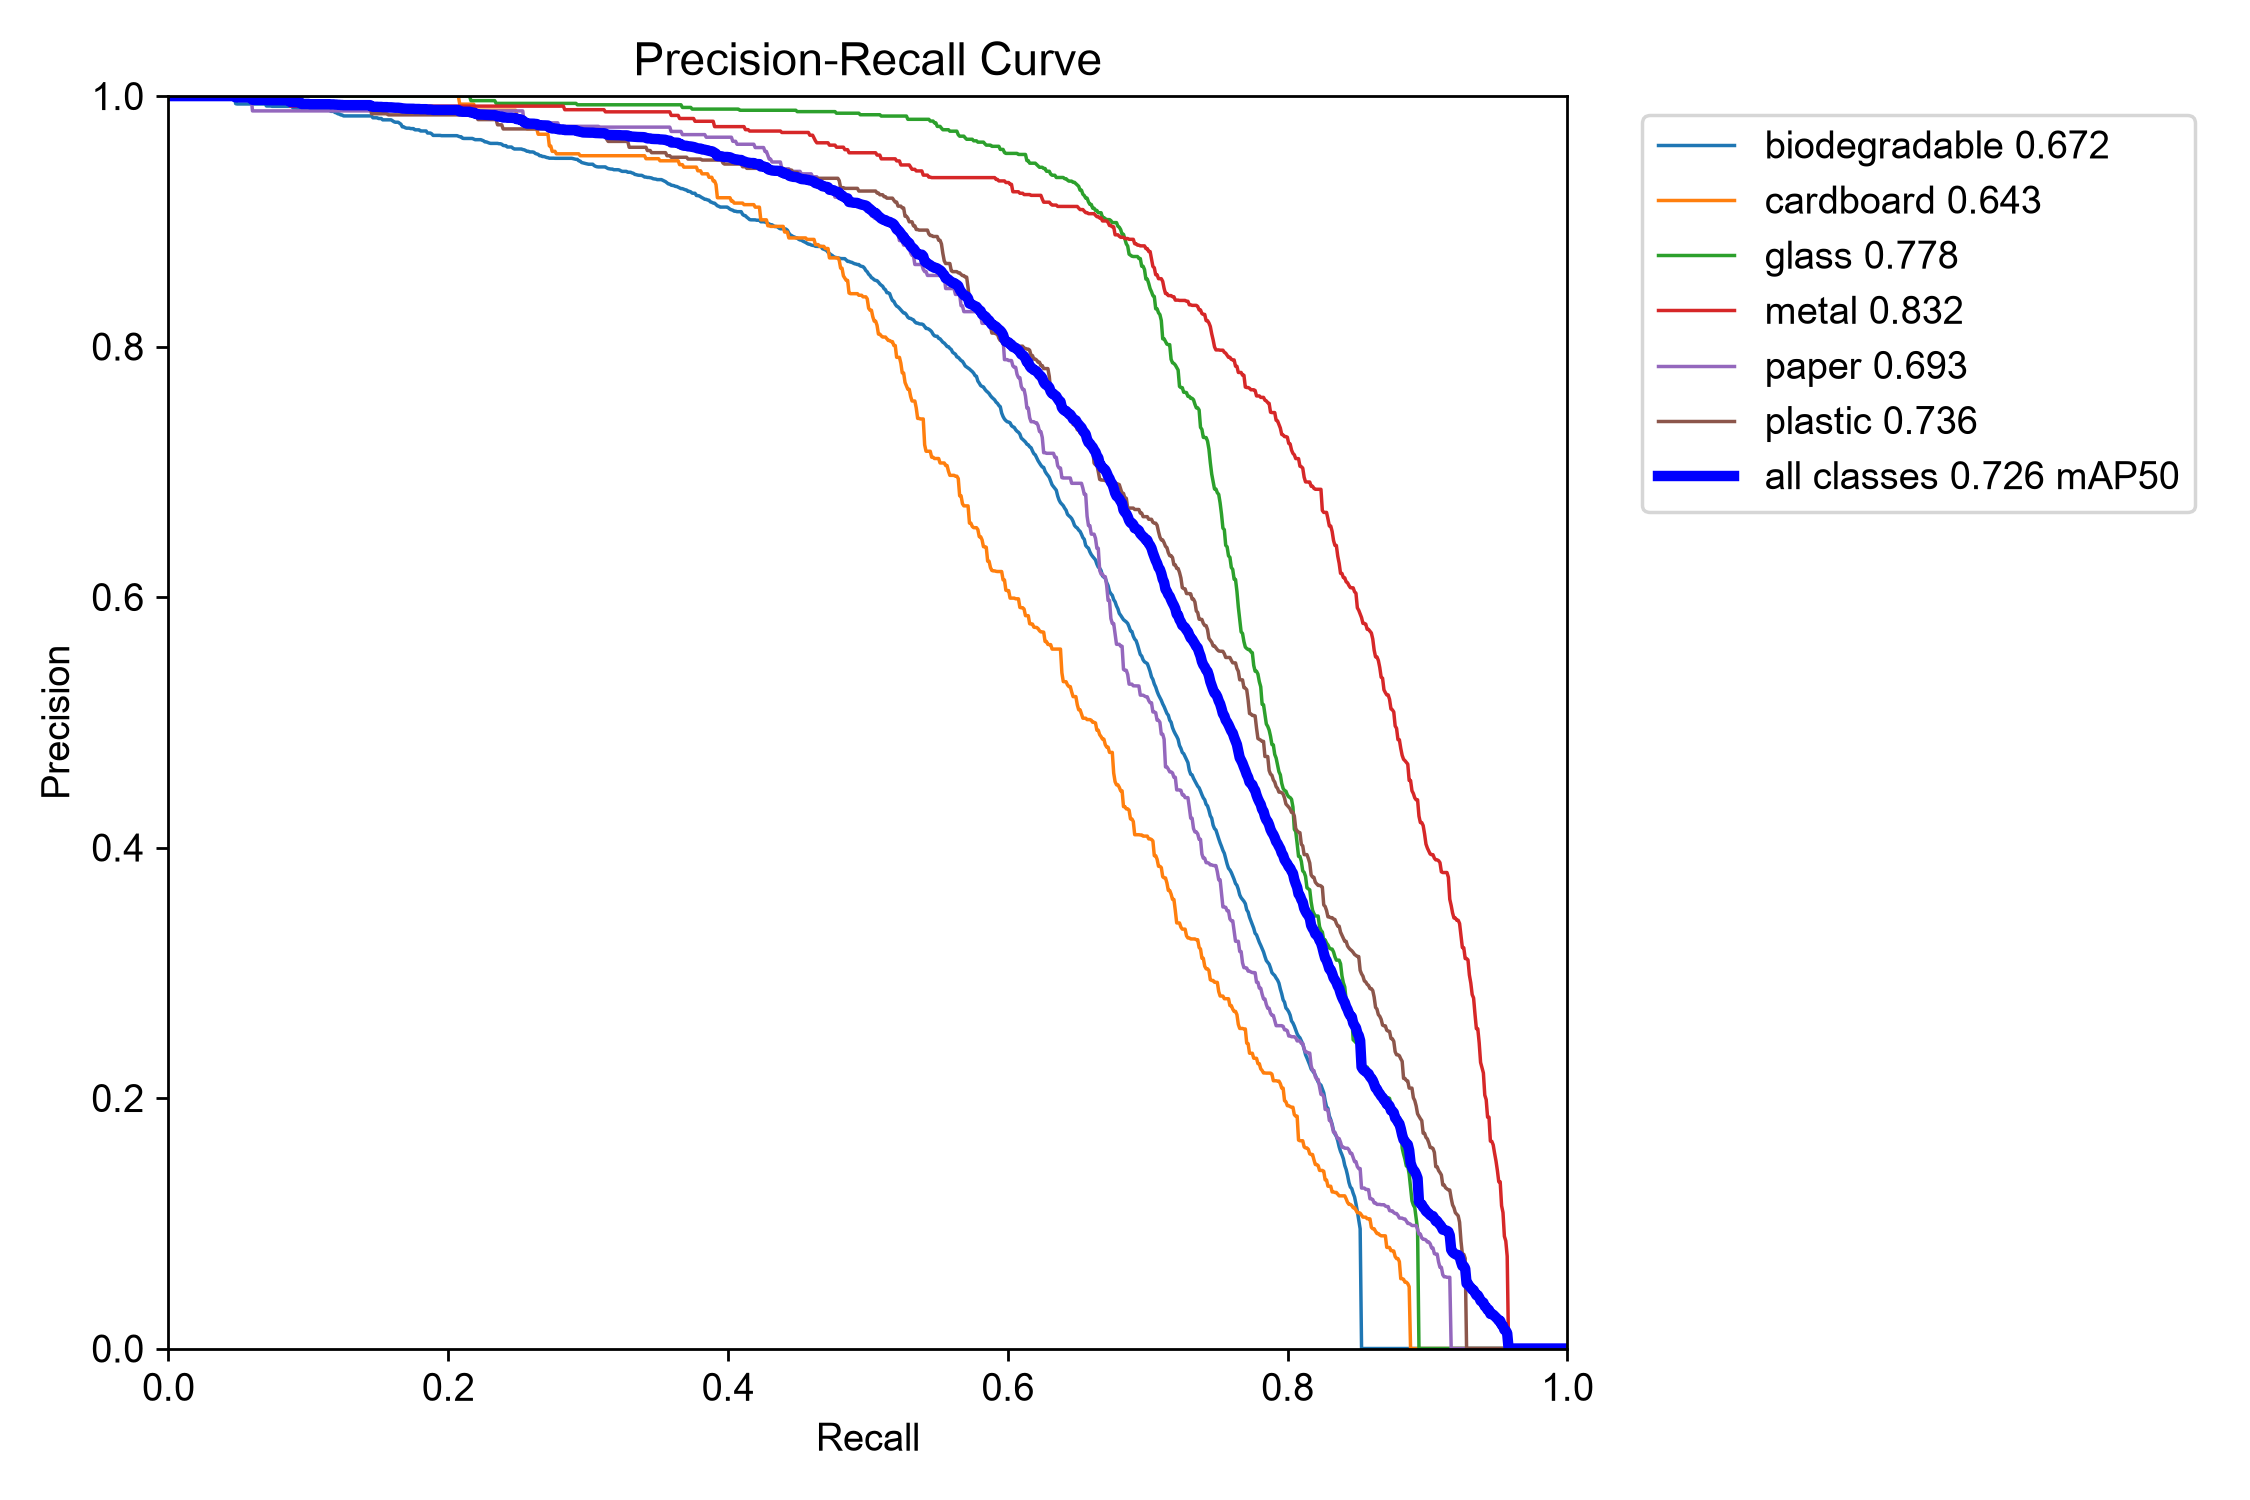 Precision-Recall Curve
1.0
0.8
0.6
0.4
0.2
0.0
Precision
0.0 0.2 0.4 0.6 0.8 1.0
Recall
biodegradable 0.672
cardboard 0.643
glass 0.778
metal 0.832
paper 0.693
plastic 0.736
all classes 0.726 mAP50